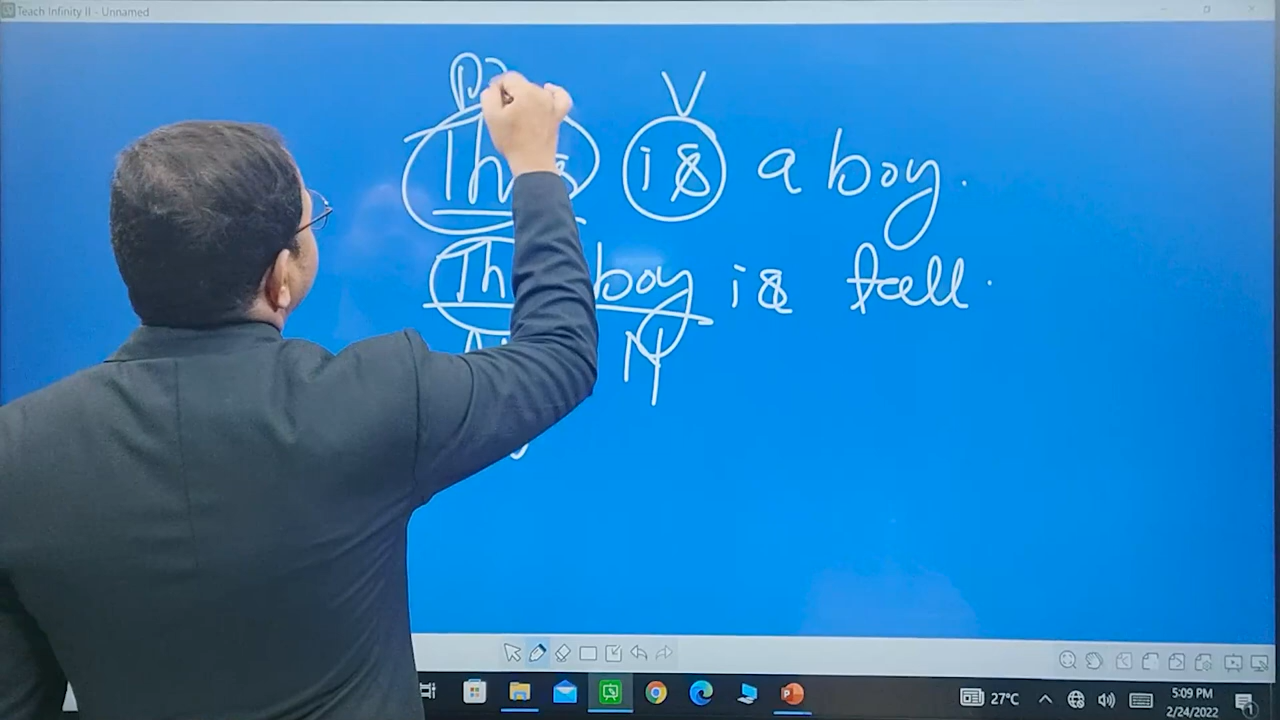 Teach Infinity II - Unnamed
V
is a boy.
boy is tall.
N
27°C
5:09 PM
2/24/2022